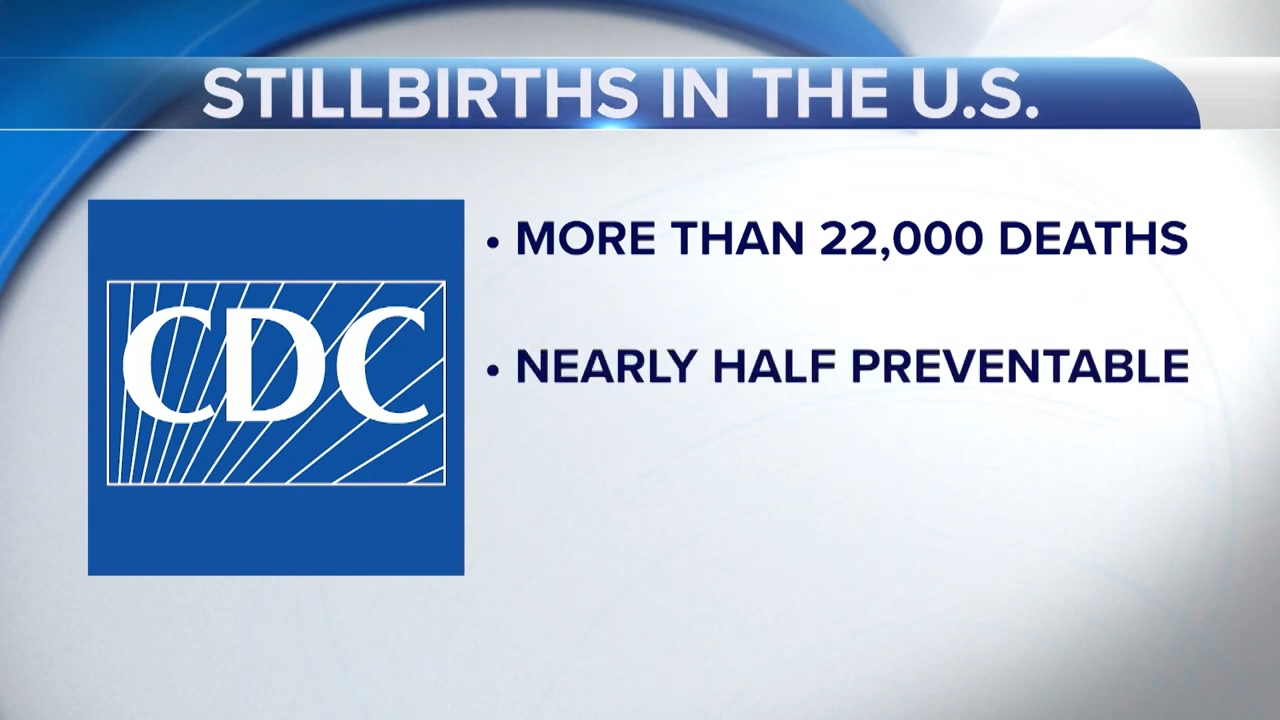 STILLBIRTHS IN THE U.S.
CDC
• MORE THAN 22,000 DEATHS
• NEARLY HALF PREVENTABLE